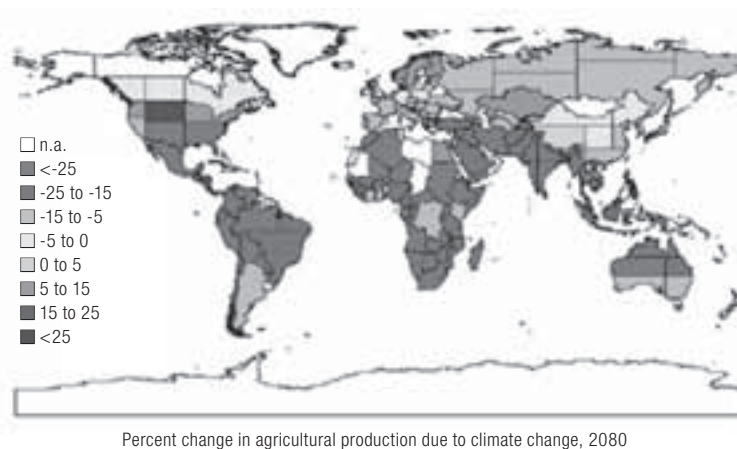 n.a.
<-25
-25 to -15
-15 to -5
-5 to 0
0 to 5
5 to 15
15 to 25
<25
Percent change in agricultural production due to climate change, 2080